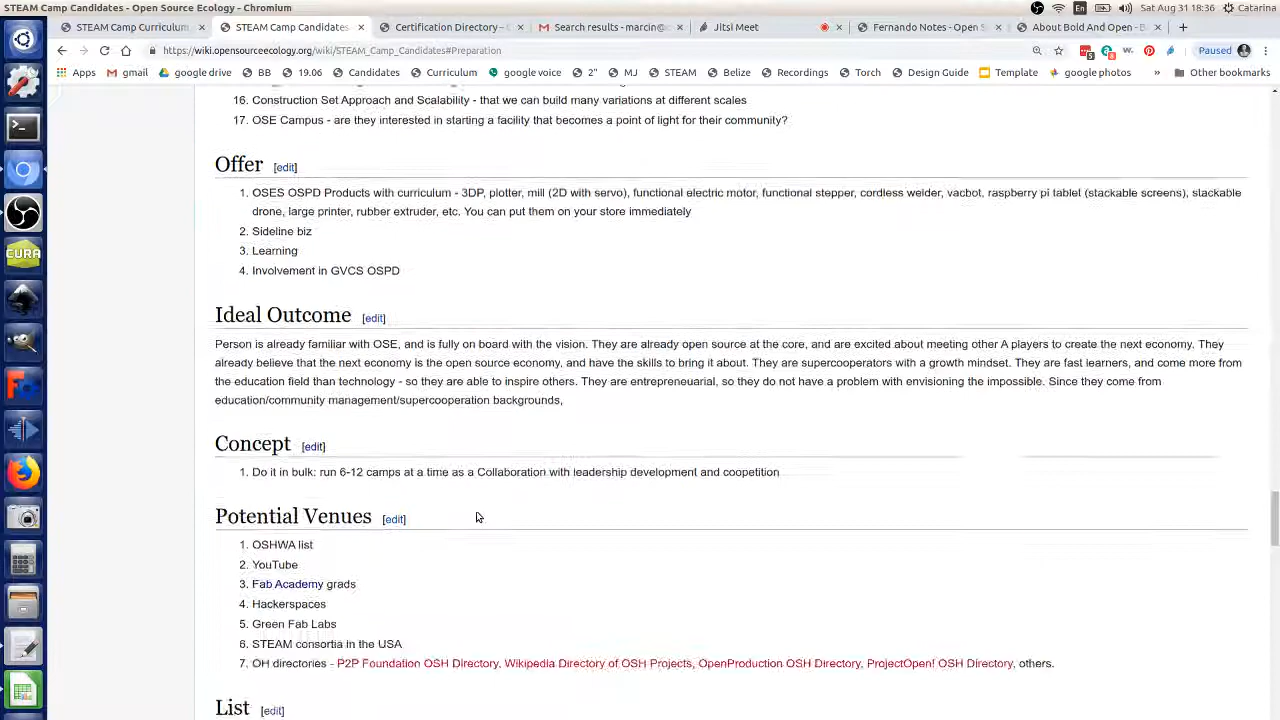 STEAM Camp Candidates - Open Source Ecology - Chromium
En (1:31) Sat Aug 31 19:36 Catarina
STEAM Camp Curriculum
STEAM Camp Candidates
Certificate Industry - 
Search results - marcin@
Fernando Notes - Open S
About Bold And Open - B
https://wiki.opensourceecology.org/wiki/STEAM_Camp_Candidates#Preparation
Paused
Apps gmail google drive BB 19.06 Candidates Curriculum google voice 2" MJ STEAM Brebze Recordings Torch Design Guide Template google photos » Other bookmarks
16. Construction Set Approach and - that we can build many variations at different scales
17. OSE Campus - are they interested in starting a facility that becomes a point of light for their community?
Offer [edit]
1. OSES OSPD Products with curriculum - plotter, mill (2D with servo), functional electric motor, functional stepper, cordless welder, vacbot, raspberry pi tablet (stackable screens), stackable
drone, large printer, rubber extruder, etc. You can put them on your store immediately
2. Sideline biz
3. Learning
4. Involvement in GVCS OSPD
Ideal Outcome [edit]
Person is already familiar with OSE, and is fully on board with the vision. They are already open source at the core, and are excited about meeting other A players to create the next economy. They
already believe that the next economy is the open source economy, and have the skills to bring it about. They are supercooperators with a growth mindset. They are fast learners, and come more from
the education field than technology - so they are able to inspire others. They are entrepreneurial, so they do not have a problem with envisioning the impossible. Since they come from
education/community management/supercooperation backgrounds,
Concept [edit]
1. Do it in bulk: run 6-12 camps at a time as a Collaboration with leadership development and coopetition
Potential Venues [edit]
1. OSHWA list
2. YouTube
3. Fab Academy grads
4. Hackerspaces
5. Green Fab Labs
6. STEAM consortia in the USA
7. OH directories - P2P Foundation OSH Directory, Wikipedia Directory of OSH Projects, Production OSH Directory, Open! OSH Directory, others.
List [edit]
CURA